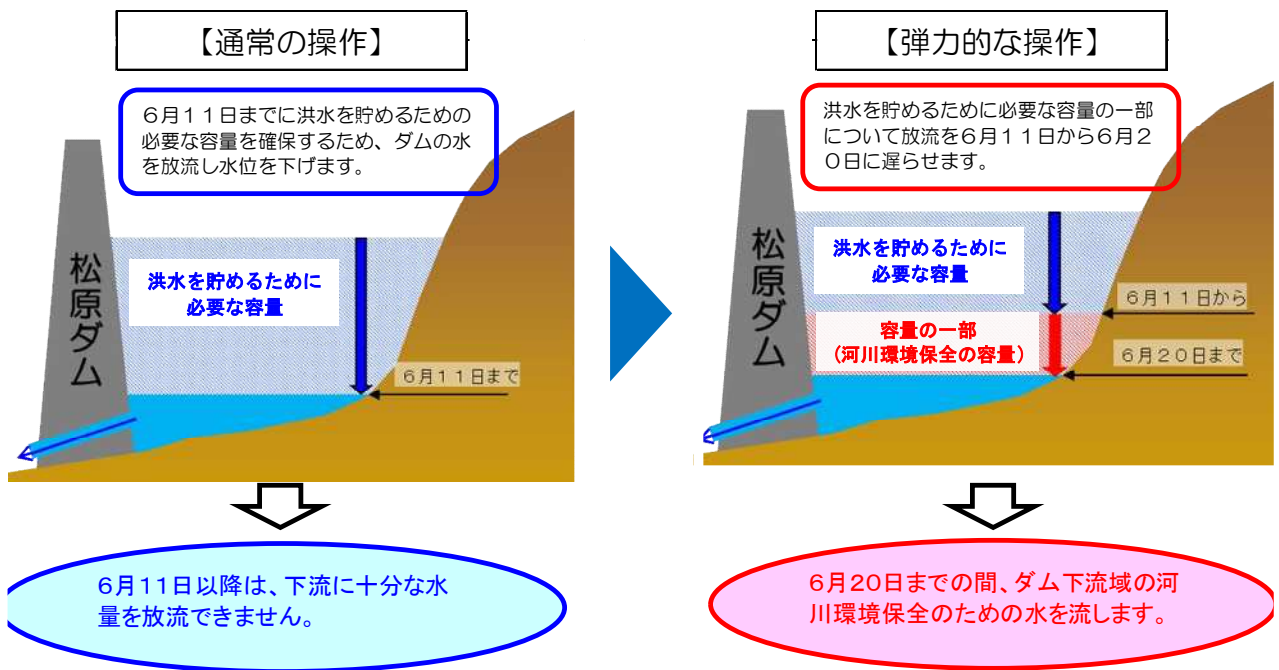 【通常の操作】
6月11日までに洪水を貯めるための
必要な容量を確保するため、ダムの水
を放流し水位を下げます。
松原ダム
洪水を貯めるために
必要な容量
6月11日まで
6月11日以降は、下流に十分な水
量を放流できません。
【弾力的な操作】
洪水を貯めるために必要な容量の一部
について放流を6月11日から6月2
0日に遅らせます。
松原ダム
洪水を貯めるために
必要な容量
容量の一部
(河川環境保全の容量)
6月11日から
6月20日まで
6月20日までの間、ダム下流域の河
川環境保全のための水を流します。